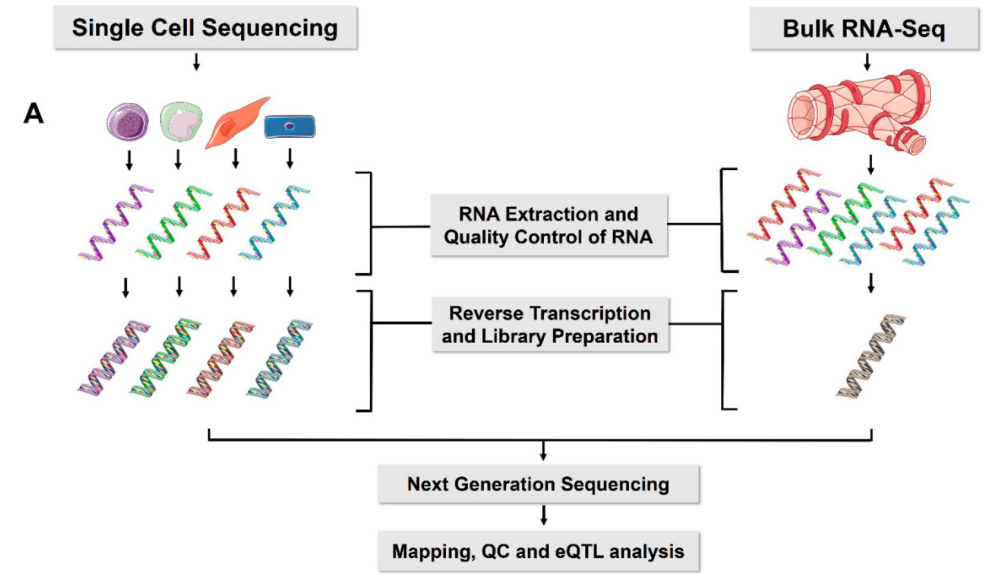 Single Cell Sequencing
Bulk RNA-Seq
A
RNA Extraction and
Quality Control of RNA
Reverse Transcription
and Library Preparation
Next Generation Sequencing
Mapping, QC and eQTL analysis